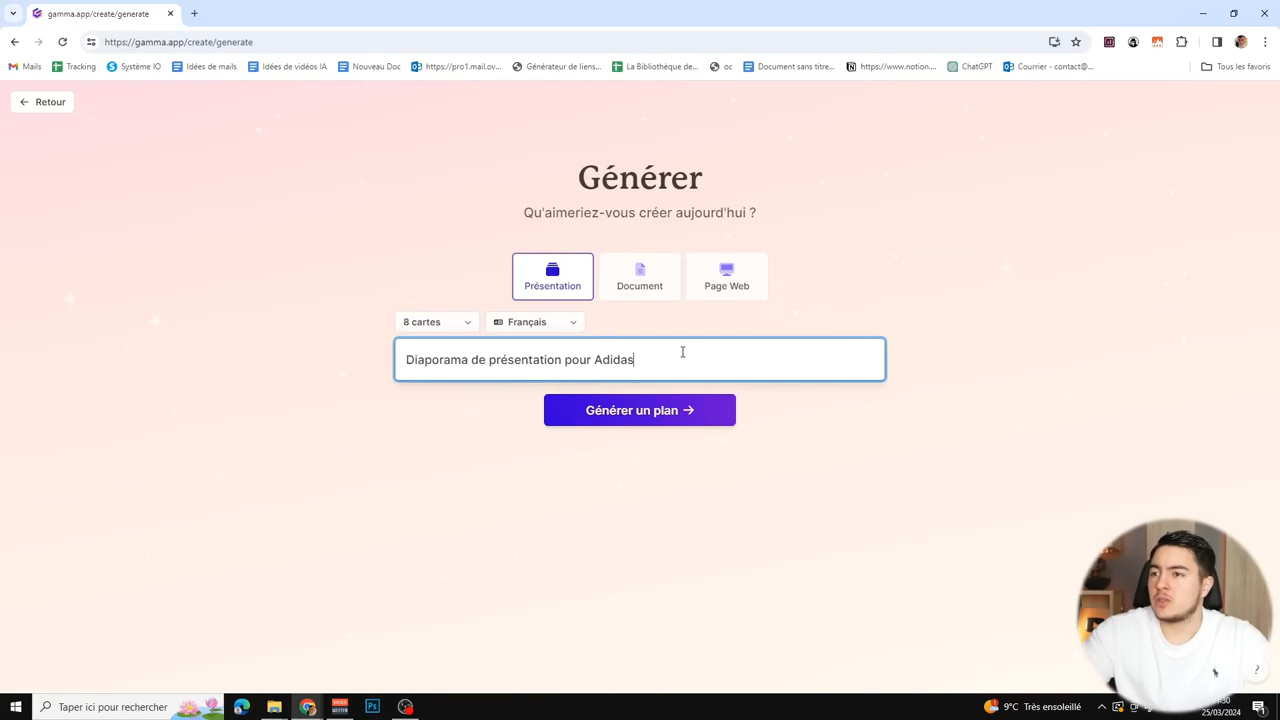 gamma.app/create/generate
https://gamma.app/create/generate
Mails
Tracking
Système IO
Idées de mails
Idées de vidéos IA
Nouveau Doc
https://pro1.mail.ov...
Générateur de liens...
La Bibliothèque de...
oc
Document sans titre...
https://www.notion....
ChatGPT
Courrier - contact@...
Tous les favoris
Retour
Générer
Qu'aimeriez-vous créer aujourd'hui ?
Présentation
Document
Page Web
8 cartes
Français
Diaporama de présentation pour Adidas
Générer un plan →
?
Taper ici pour rechercher
9°C Très ensoleillé
25/03/2024